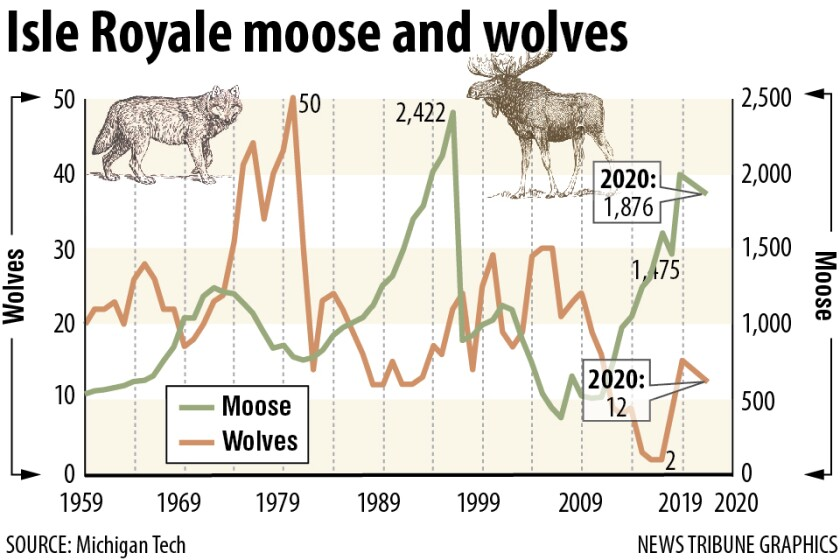 Isle Royale moose and wolves
Wolves
Moose
50
40
30
20
10
0
2,500
2,000
1,500
1,000
500
0
50
2,422
2020:
1,876
1,475
2020:
12
2
Moose
Wolves
1959 1969 1979 1989 1999 2009 2019 2020
SOURCE: Michigan Tech
NEWS TRIBUNE GRAPHICS